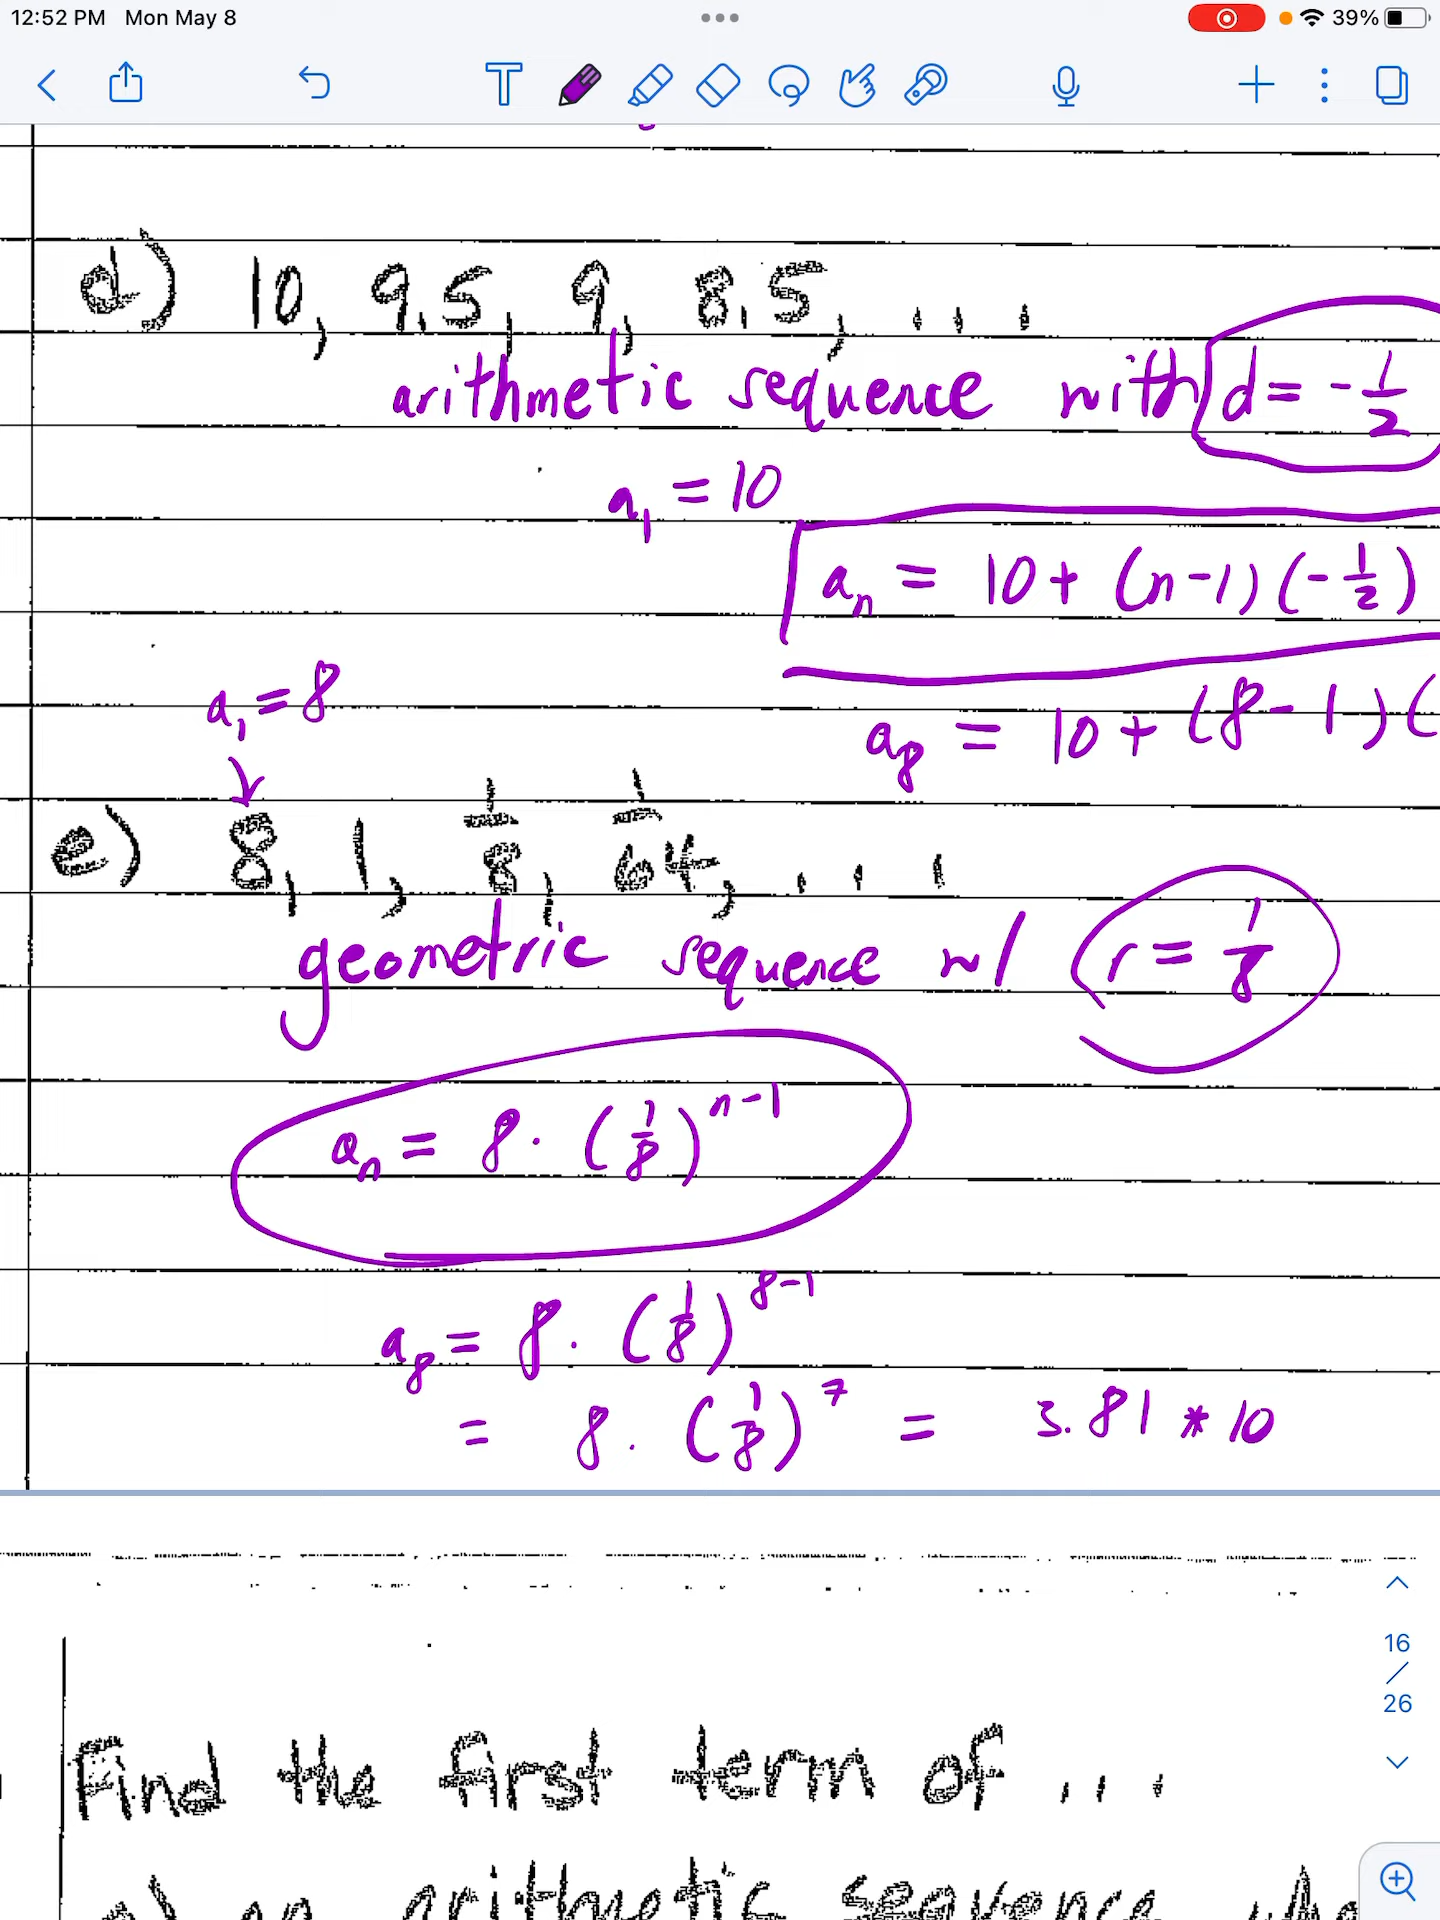 12:52 PM Mon May 8
39%
T
d) 10, 9.5, 9, 8.5, ...
arithmetic sequence with d = -1/2
a₁ = 10
aₙ = 10 + (n-1)(-1/2)
a₈ = 10 + (8-1)(
a₁ = 8
e) 8, 1, 1/8, 1/64, ...
geometric sequence w/ r = 1/8
aₙ = 8 · (1/8)ⁿ⁻¹
a₈ = 8 · (1/8)⁸⁻¹
= 8 · (1/8)⁷ = 3.81 * 10
16
/
26
Find the first term of ...
a) an arithmetic sequence